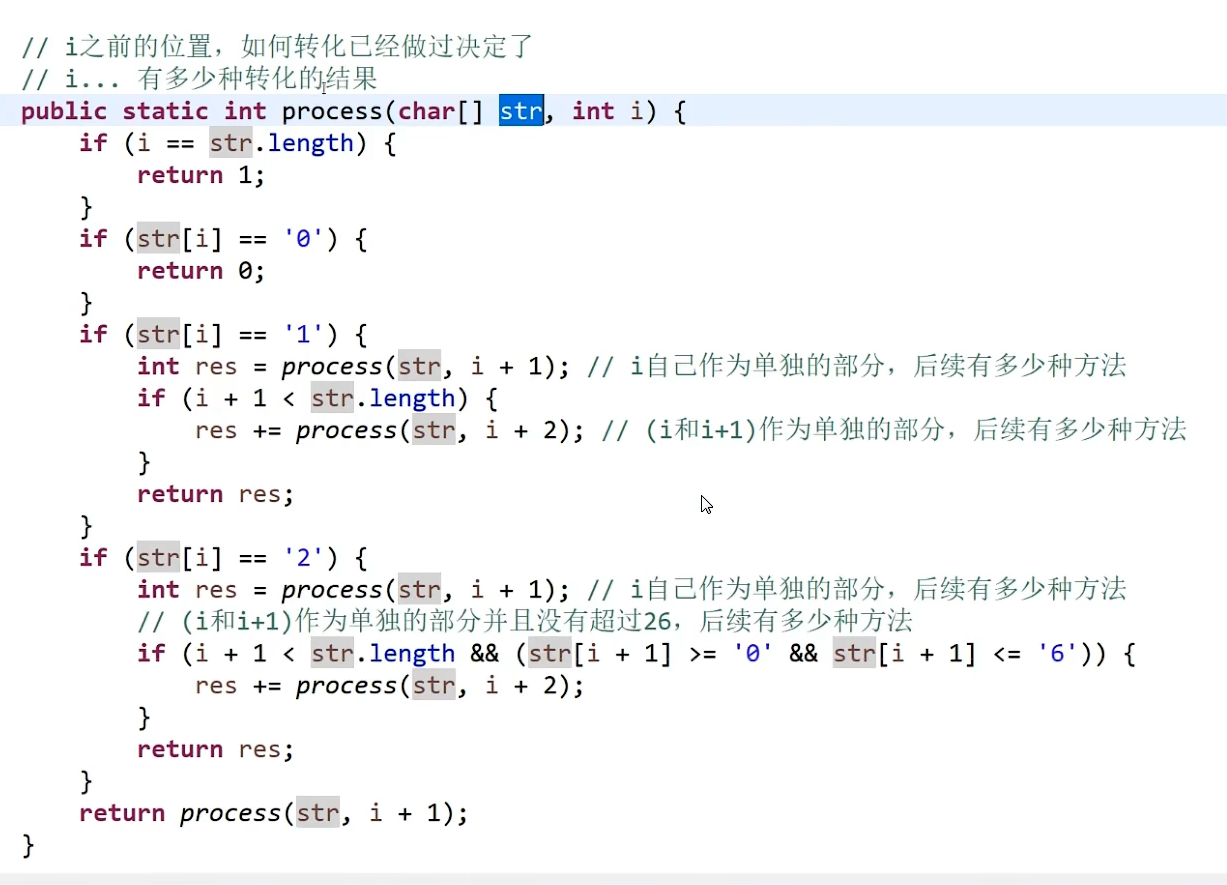 // i之前的位置，如何转化已经做过决定了
// i... 有多少种转化的结果
public static int process(char[] str, int i) {
    if (i == str.length) {
        return 1;
    }
    if (str[i] == '0') {
        return 0;
    }
    if (str[i] == '1') {
        int res = process(str, i + 1); // i自己作为单独的部分，后续有多少种方法
        if (i + 1 < str.length) {
            res += process(str, i + 2); // (i和i+1)作为单独的部分，后续有多少种方法
        }
        return res;
    }
    if (str[i] == '2') {
        int res = process(str, i + 1); // i自己作为单独的部分，后续有多少种方法
        // (i和i+1)作为单独的部分并且没有超过26，后续有多少种方法
        if (i + 1 < str.length && (str[i + 1] >= '0' && str[i + 1] <= '6')) {
            res += process(str, i + 2);
        }
        return res;
    }
    return process(str, i + 1);
}